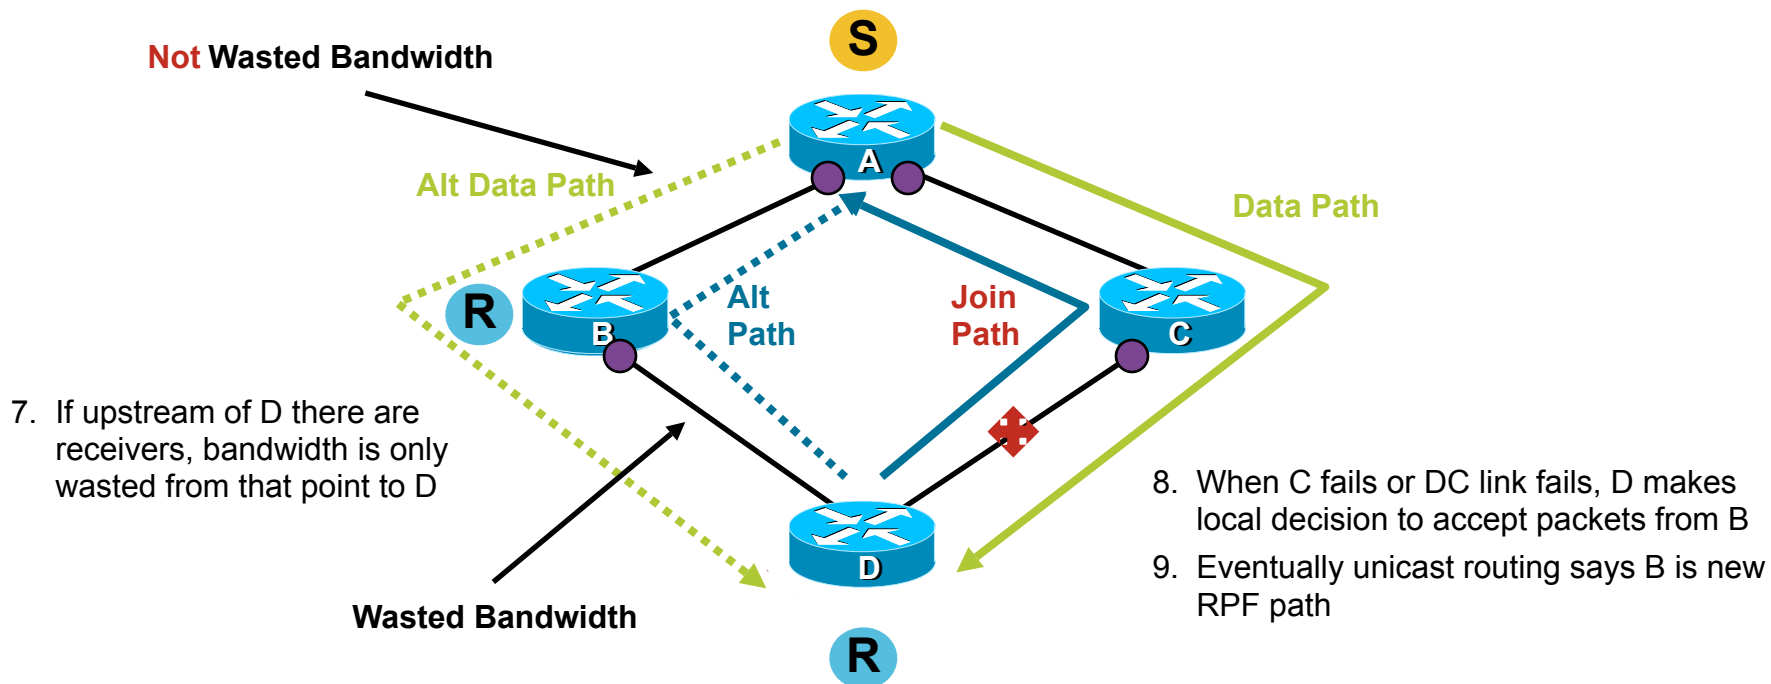 S
Not Wasted Bandwidth
A
Alt Data Path
Data Path
R
B
Alt
Path
Join
Path
C
7. If upstream of D there are
receivers, bandwidth is only
wasted from that point to D
8. When C fails or DC link fails, D makes
local decision to accept packets from B
9. Eventually unicast routing says B is new
RPF path
D
Wasted Bandwidth
R